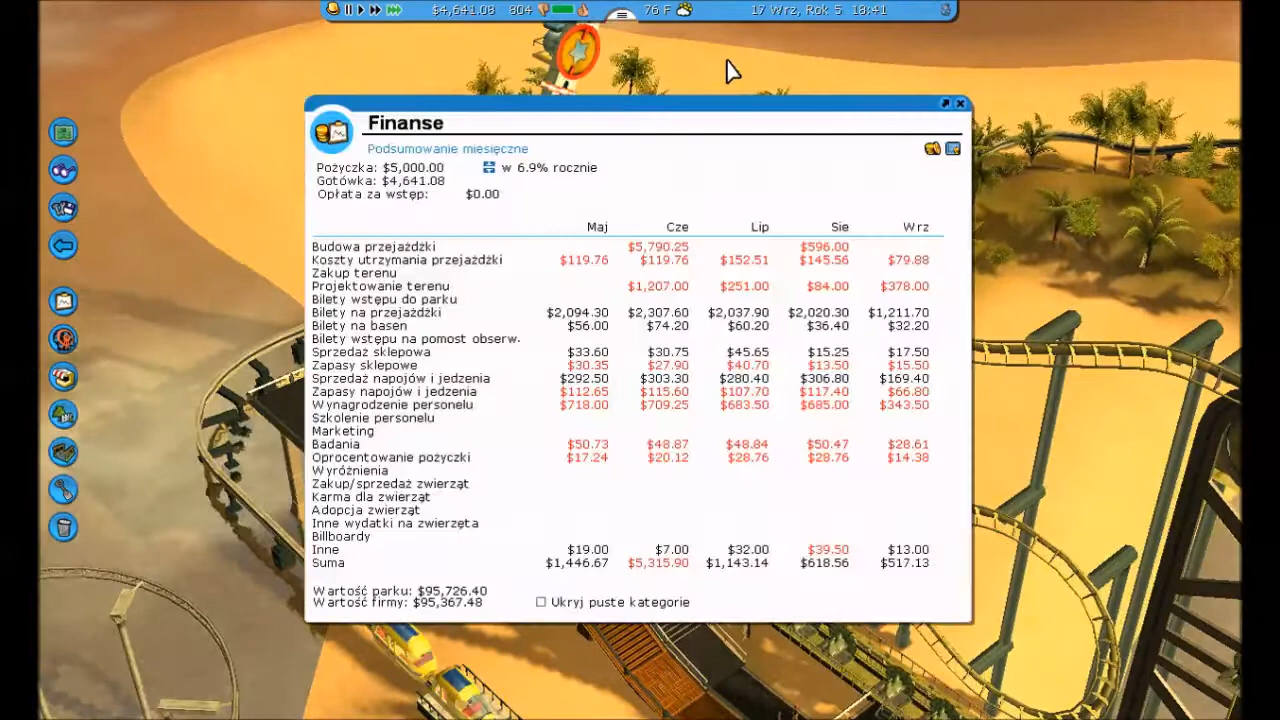 $4,641.08 804 76 F 17 Wrz, Rok 5 18:41
Finanse
Podsumowanie miesięczne
Pożyczka: $5,000.00 w 6.9% rocznie
Gotówka: $4,641.08
Opłata za wstęp: $0.00
Maj Cze Lip Sie Wrz
Budowa przejażdżki $5,790.25 $596.00
Koszty utrzymania przejażdżki $119.76 $119.76 $152.51 $145.56 $79.88
Zakup terenu
Projektowanie terenu $1,207.00 $251.00 $84.00 $378.00
Bilety wstępu do parku
Bilety na przejażdżki $2,094.30 $2,307.60 $2,037.90 $2,020.30 $1,211.70
Bilety na basen $56.00 $74.20 $60.20 $36.40 $32.20
Bilety wstępu na pomost obserw.
Sprzedaż sklepowa $33.60 $30.75 $45.65 $15.25 $17.50
Zapasy sklepowe $30.35 $27.90 $40.70 $13.50 $15.50
Sprzedaż napojów i jedzenia $292.50 $303.30 $280.40 $306.80 $169.40
Zapasy napojów i jedzenia $112.65 $115.60 $107.70 $117.40 $66.80
Wynagrodzenie personelu $718.00 $709.25 $683.50 $685.00 $343.50
Szkolenie personelu
Marketing
Badania $50.73 $48.87 $48.84 $50.47 $28.61
Oprocentowanie pożyczki $17.24 $20.12 $28.76 $28.76 $14.38
Wyróżnienia
Zakup/sprzedaż zwierząt
Karma dla zwierząt
Adopcja zwierząt
Inne wydatki na zwierzęta
Billboardy
Inne $19.00 $7.00 $32.00 $39.50 $13.00
Suma $1,446.67 $5,315.90 $1,143.14 $618.56 $517.13
Wartość parku: $95,726.40
Wartość firmy: $95,367.48 Ukryj puste kategorie